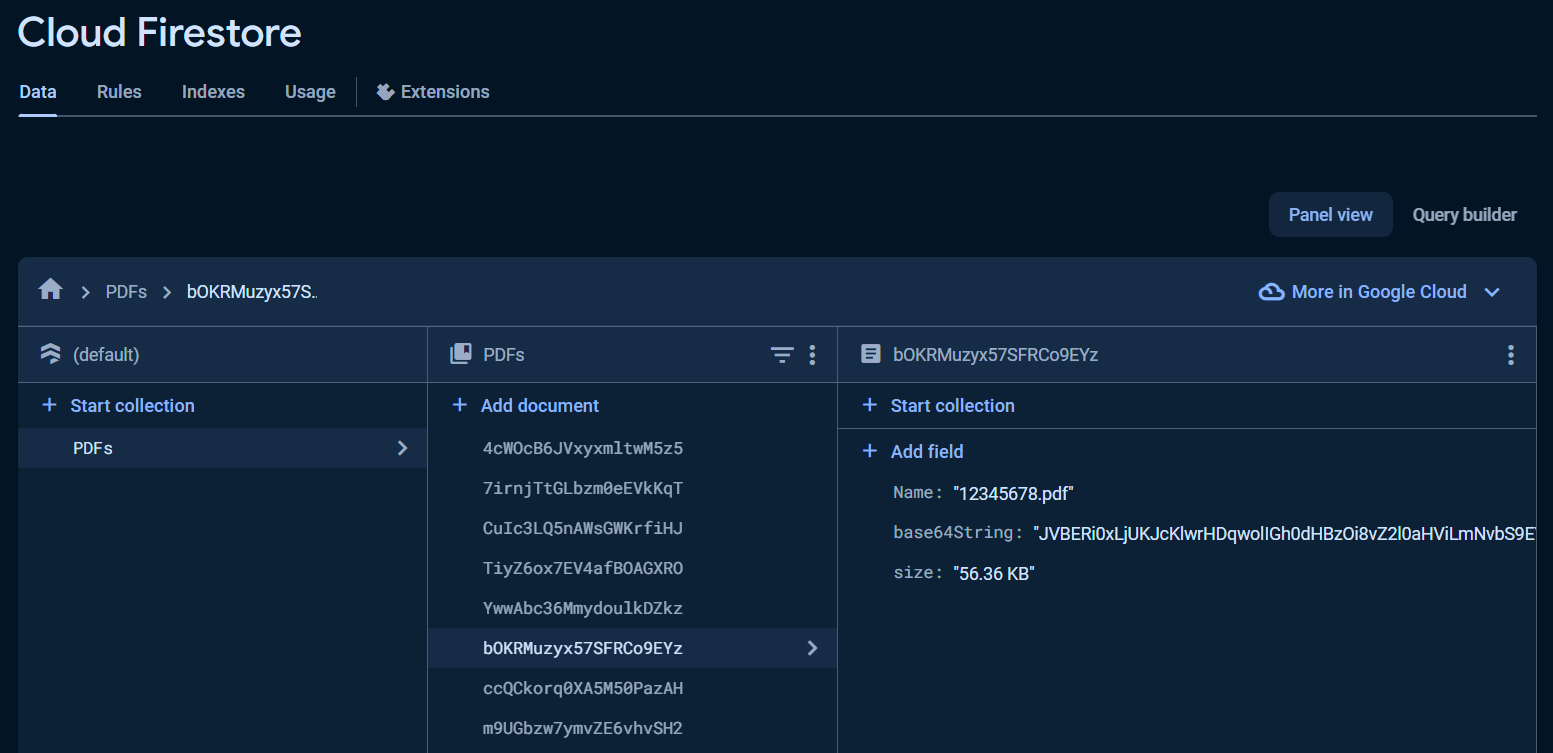 Cloud Firestore
Data Rules Indexes Usage Extensions
Panel view Query builder
PDFs bOKRMuzyx57S..
More in Google Cloud
(default)
Start collection
PDFs
PDFs
Add document
4cWOcB6JVxyxmltwM5z5
7irnjTtGLbzm0eEVkKqT
CuIc3LQ5nAWsGWKrfiHJ
TiyZ6ox7EV4afBOAGXRO
YwwAbc36MmydoulkDZkz
bOKRMuzyx57SFRCo9EYz
ccQCkorq0XA5M50PazAH
m9UGbzw7ymvZE6vhvSH2
bOKRMuzyx57SFRCo9EYz
Start collection
Add field
Name: "12345678.pdf"
base64String: "JVBERi0xLjUKJcKlwrHDqwolIGh0dHBzOi8vZ2l0aHViLmNvbS9E
size: "56.36 KB"